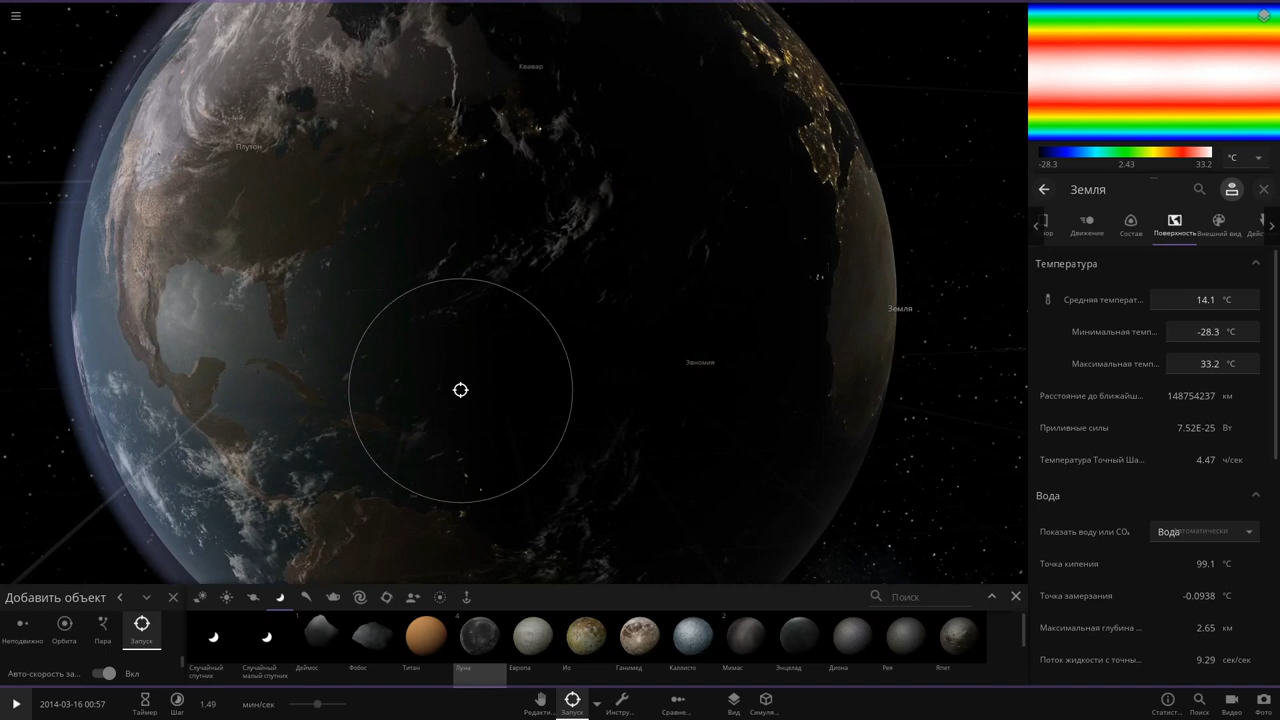 Квавар
Плутон
Земля
Эвномия
-28.3
2.43
33.2
°C
Земля
ор
Движение
Состав
Поверхность
Внешний вид
Дейс
Температура
Средняя температ...
14.1 °C
Минимальная темп...
-28.3 °C
Максимальная темп...
33.2 °C
Расстояние до ближайш...
148754237 км
Приливные силы
7.52E-25 Вт
Температура Точный Ша...
4.47 ч/сек
Вода
Показать воду или CO₂
Вода
Точка кипения
99.1 °C
Точка замерзания
-0.0938 °C
Максимальная глубина ...
2.65 км
Поток жидкости с точны...
9.29 сек/сек
Добавить объект
Поиск
Неподвижно
Орбита
Пара
Запуск
Авто-скорость за...
Вкл
Случайный спутник
Случайный малый спутник
1
Деймос
Фобос
Титан
4
Луна
Европа
Ио
Ганимед
Каллисто
2
Мимас
Энцелад
Диона
Рея
Япет
2014-03-16 00:57
Таймер
Шаг
1.49
мин/сек
Редакти...
Запуск
Инстру...
Сравне...
Вид
Симуля...
Статист...
Поиск
Видео
Фото